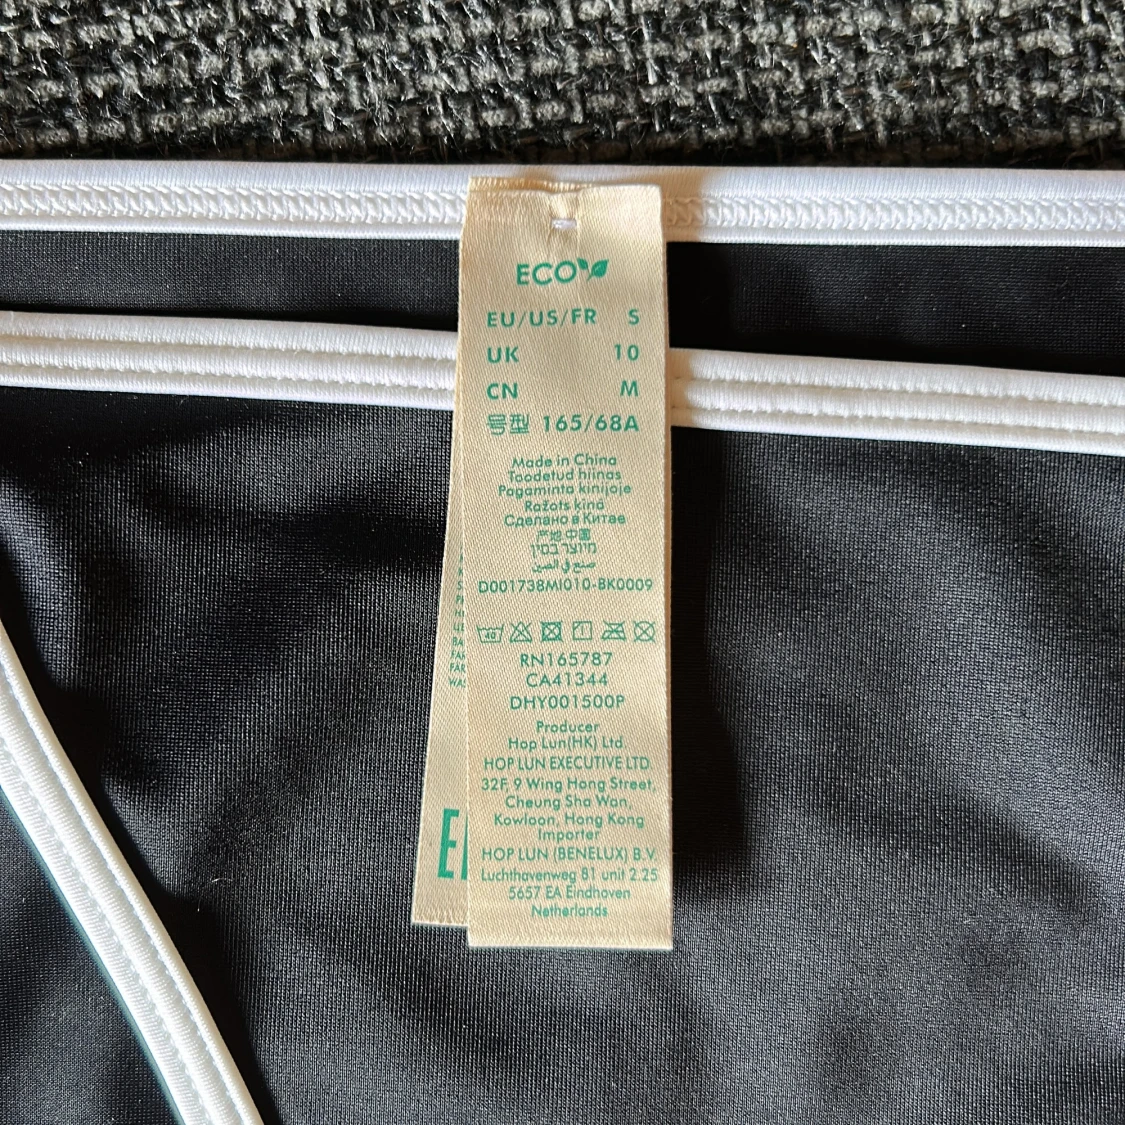 ECO
EU/US/FR S
UK 10
CN M
号型 165/68A
Made in China
Toodetud hiinas
Pagaminta kinijoje
Ražots kīnā
Сделано в Китае
产地 中国
מיוצר בסין
صنع في الصين
D001738MI010-BK0009
40
RN165787
CA41344
DHY001500P
Producer
Hop Lun(HK) Ltd.
HOP LUN EXECUTIVE LTD.
32F, 9 Wing Hong Street,
Cheung Sha Wan,
Kowloon, Hong Kong
Importer
HOP LUN (BENELUX) B.V.
Luchthavenweg 81 unit 2.25
5657 EA Eindhoven
Netherlands